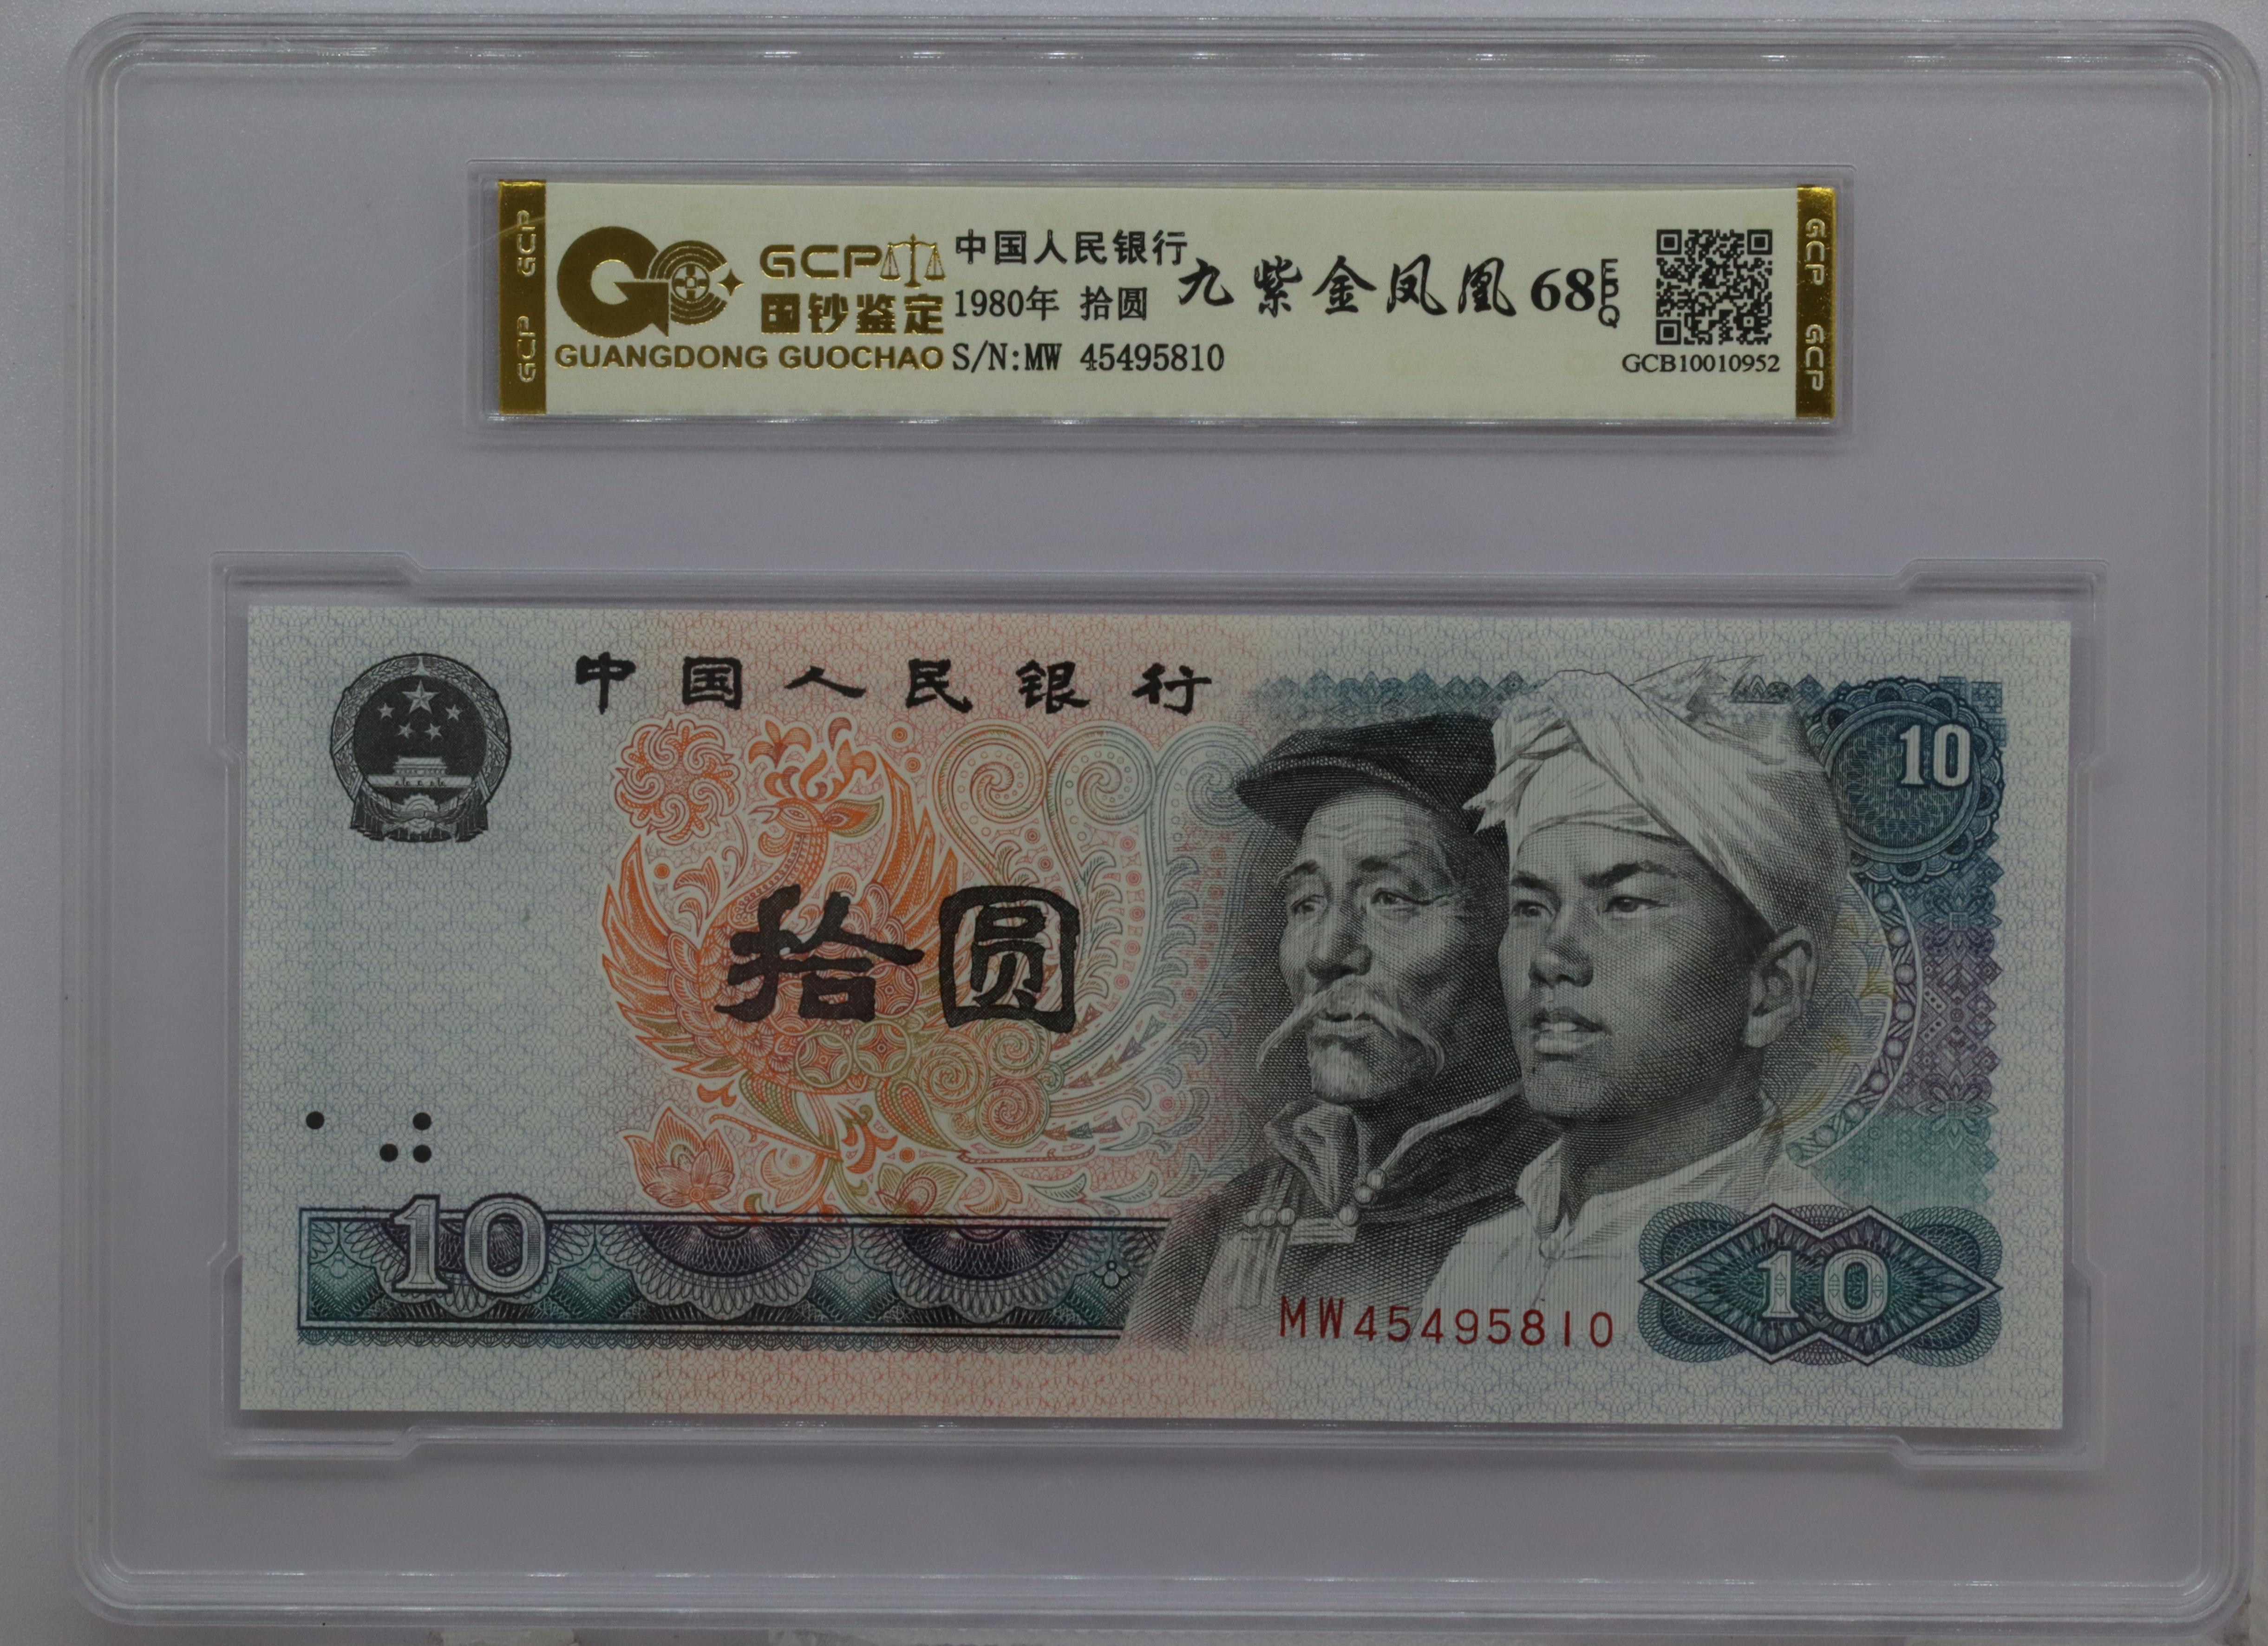 GCP GCP
GCP
国钞鉴定
GUANGDONG GUOCHAO
中国人民银行
1980年 拾圆
S/N:MW 45495810
九紫金凤凰 68 EPQ
GCB10010952
GCP GCP
中国人民银行
10
拾圆
10
10
MW45495810